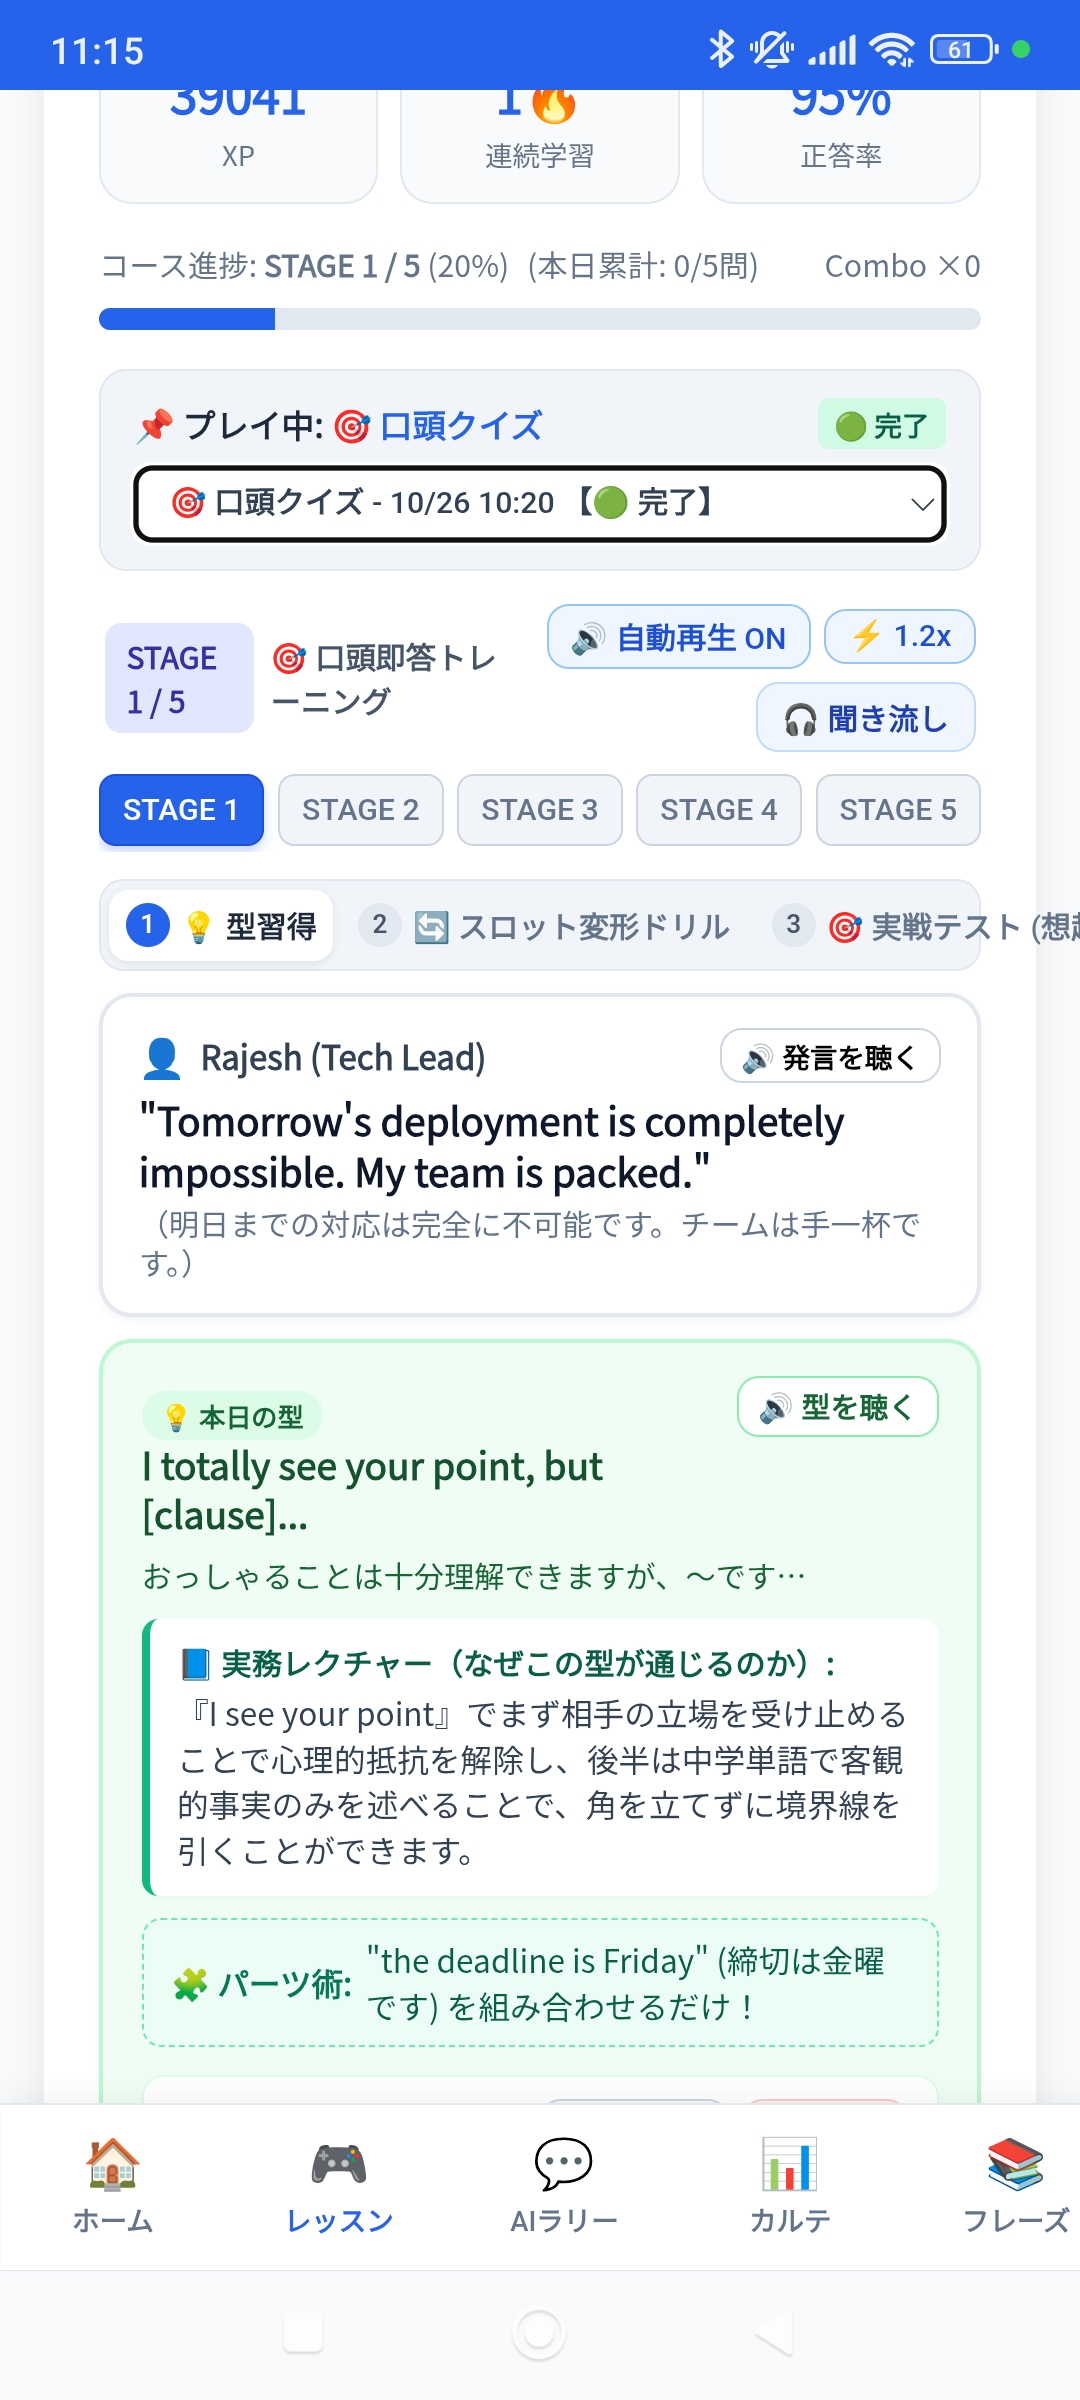 11:15
61
39041
1🔥
95%
XP
連続学習
正答率
コース進捗: STAGE 1 / 5 (20%) (本日累計: 0/5問)
Combo ×0
📌 プレイ中: 🎯 口頭クイズ
🟢 完了
🎯 口頭クイズ - 10/26 10:20 【🟢 完了】
STAGE
1 / 5
🎯 口頭即答トレ
ーニング
🔊 自動再生 ON
⚡ 1.2x
🎧 聞き流し
STAGE 1
STAGE 2
STAGE 3
STAGE 4
STAGE 5
1 💡 型習得
2 🔄 スロット変形ドリル
3 🎯 実戦テスト (想起
👤 Rajesh (Tech Lead)
🔊 発言を聴く
"Tomorrow's deployment is completely
impossible. My team is packed."
（明日までの対応は完全に不可能です。チームは手一杯で
す。）
💡 本日の型
🔊 型を聴く
I totally see your point, but
[clause]...
おっしゃることは十分理解できますが、〜です…
📘 実務レクチャー（なぜこの型が通じるのか）:
『I see your point』でまず相手の立場を受け止める
ことで心理的抵抗を解除し、後半は中学単語で客観
的事実のみを述べることで、角を立てずに境界線を
引くことができます。
🧩 パーツ術:
"the deadline is Friday" (締切は金曜
です) を組み合わせるだけ！
ホーム
レッスン
AIラリー
カルテ
フレーズ